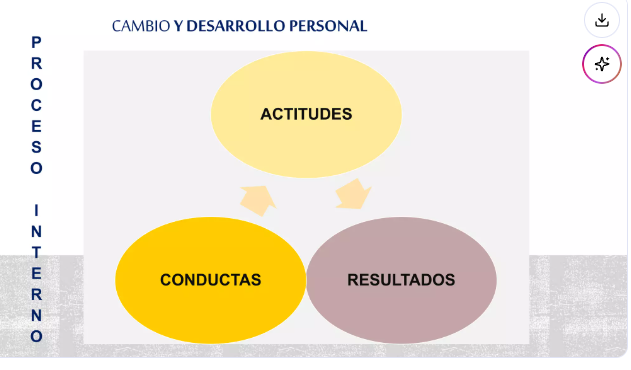 CAMBIO Y DESARROLLO PERSONAL
PROCESO INTERNO
ACTITUDES
CONDUCTAS
RESULTADOS